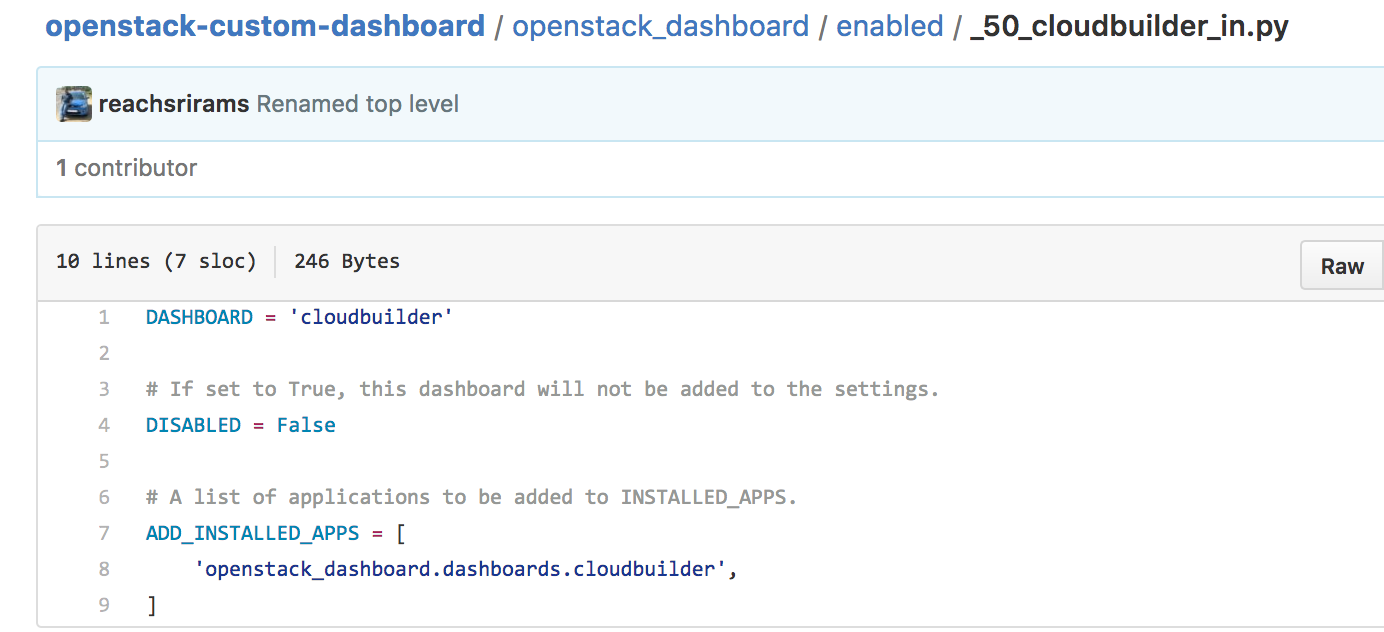 openstack-custom-dashboard / openstack_dashboard / enabled / _50_cloudbuilder_in.py
reachsrirams Renamed top level
1 contributor
10 lines (7 sloc) 246 Bytes
Raw
1 DASHBOARD = 'cloudbuilder'
2
3 # If set to True, this dashboard will not be added to the settings.
4 DISABLED = False
5
6 # A list of applications to be added to INSTALLED_APPS.
7 ADD_INSTALLED_APPS = [
8     'openstack_dashboard.dashboards.cloudbuilder',
9 ]